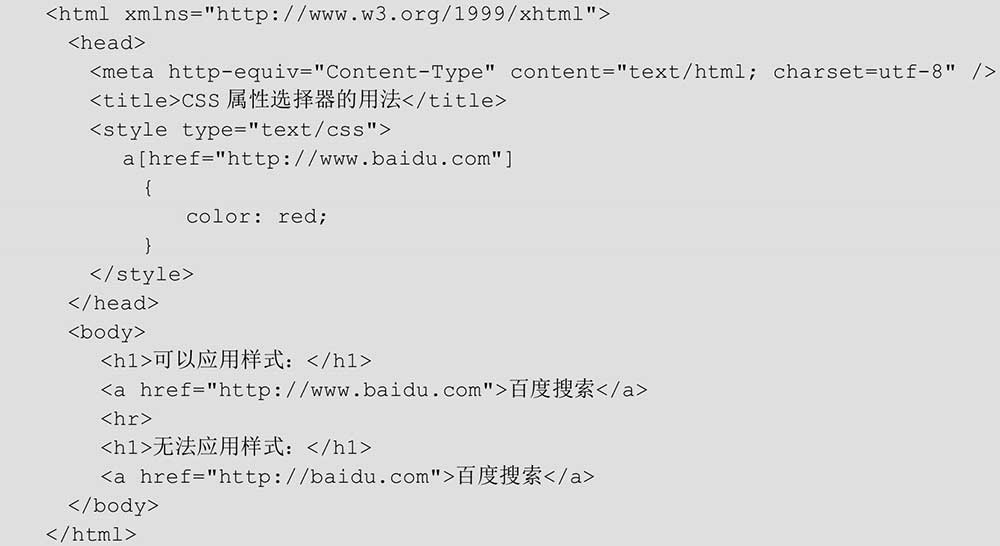 <html xmlns="http://www.w3.org/1999/xhtml">
<head>
<meta http-equiv="Content-Type" content="text/html; charset=utf-8" />
<title>CSS 属性选择器的用法</title>
<style type="text/css">
a[href="http://www.baidu.com"]
{
color: red;
}
</style>
</head>
<body>
<h1>可以应用样式：</h1>
<a href="http://www.baidu.com">百度搜索</a>
<hr>
<h1>无法应用样式：</h1>
<a href="http://baidu.com">百度搜索</a>
</body>
</html>